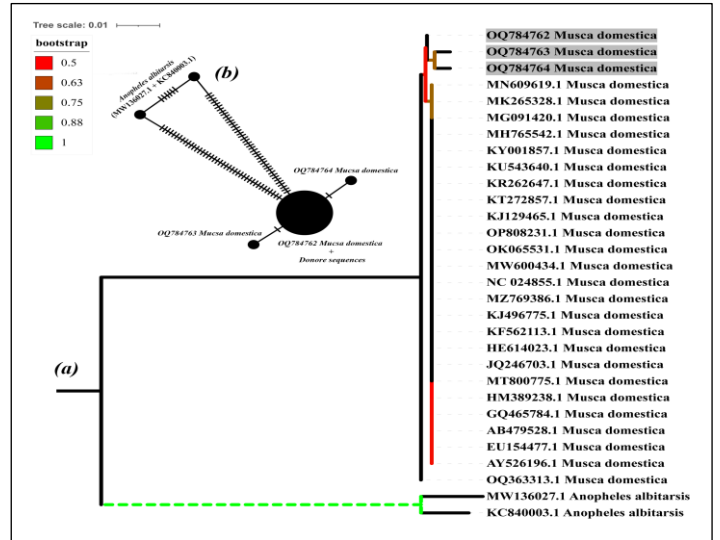 Tree scale: 0.01
bootstrap
0.5
0.63
0.75
0.88
1
(b)
Anopheles albitarsis
(MW136027.1 + KC840003.1)
OQ784764 Mucsa domestica
OQ784763 Mucsa domestica
OQ784762 Mucsa domestica
+
Donore sequences
(a)
OQ784762 Musca domestica
OQ784763 Musca domestica
OQ784764 Musca domestica
MN609619.1 Musca domestica
MK265328.1 Musca domestica
MG091420.1 Musca domestica
MH765542.1 Musca domestica
KY001857.1 Musca domestica
KU543640.1 Musca domestica
KR262647.1 Musca domestica
KT272857.1 Musca domestica
KJ129465.1 Musca domestica
OP808231.1 Musca domestica
OK065531.1 Musca domestica
MW600434.1 Musca domestica
NC 024855.1 Musca domestica
MZ769386.1 Musca domestica
KJ496775.1 Musca domestica
KF562113.1 Musca domestica
HE614023.1 Musca domestica
JQ246703.1 Musca domestica
MT800775.1 Musca domestica
HM389238.1 Musca domestica
GQ465784.1 Musca domestica
AB479528.1 Musca domestica
EU154477.1 Musca domestica
AY526196.1 Musca domestica
OQ363313.1 Musca domestica
MW136027.1 Anopheles albitarsis
KC840003.1 Anopheles albitarsis